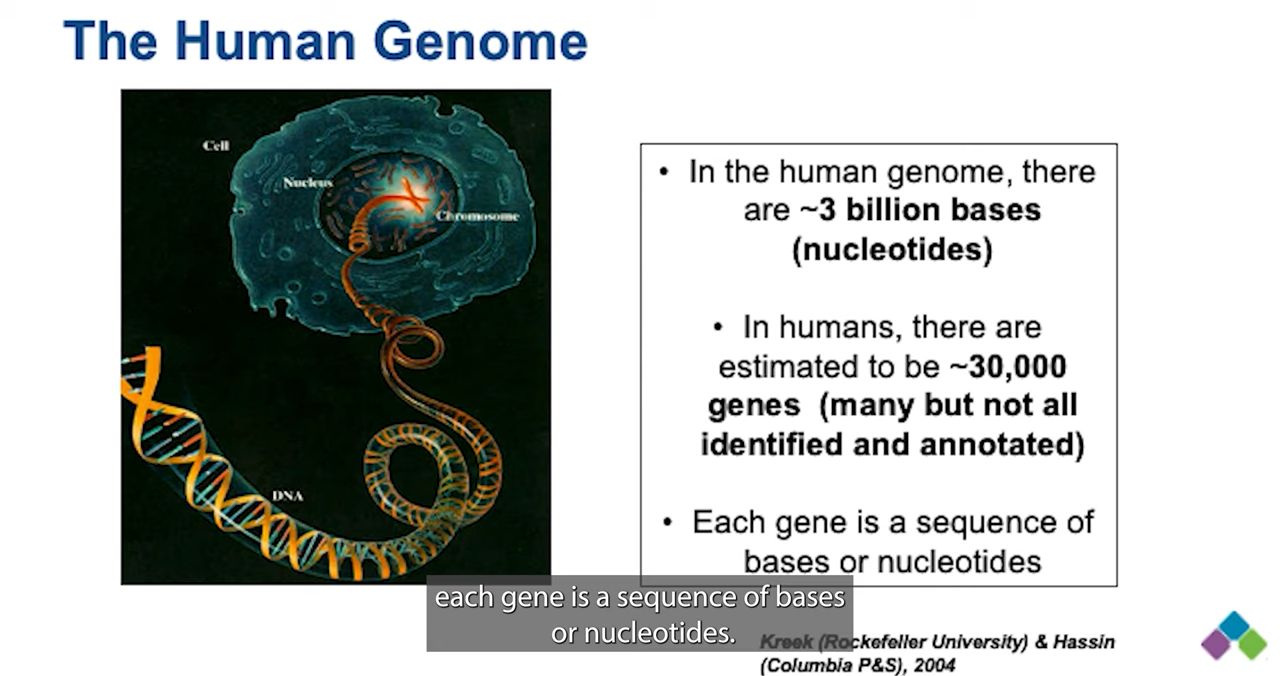 The Human Genome
Cell
Nucleus
Chromosome
DNA
• In the human genome, there
are ~3 billion bases
(nucleotides)
• In humans, there are
estimated to be ~30,000
genes (many but not all
identified and annotated)
• Each gene is a sequence of
bases or nucleotides
each gene is a sequence of bases
or nucleotides.
Kreek (Rockefeller University) & Hassin
(Columbia P&S), 2004